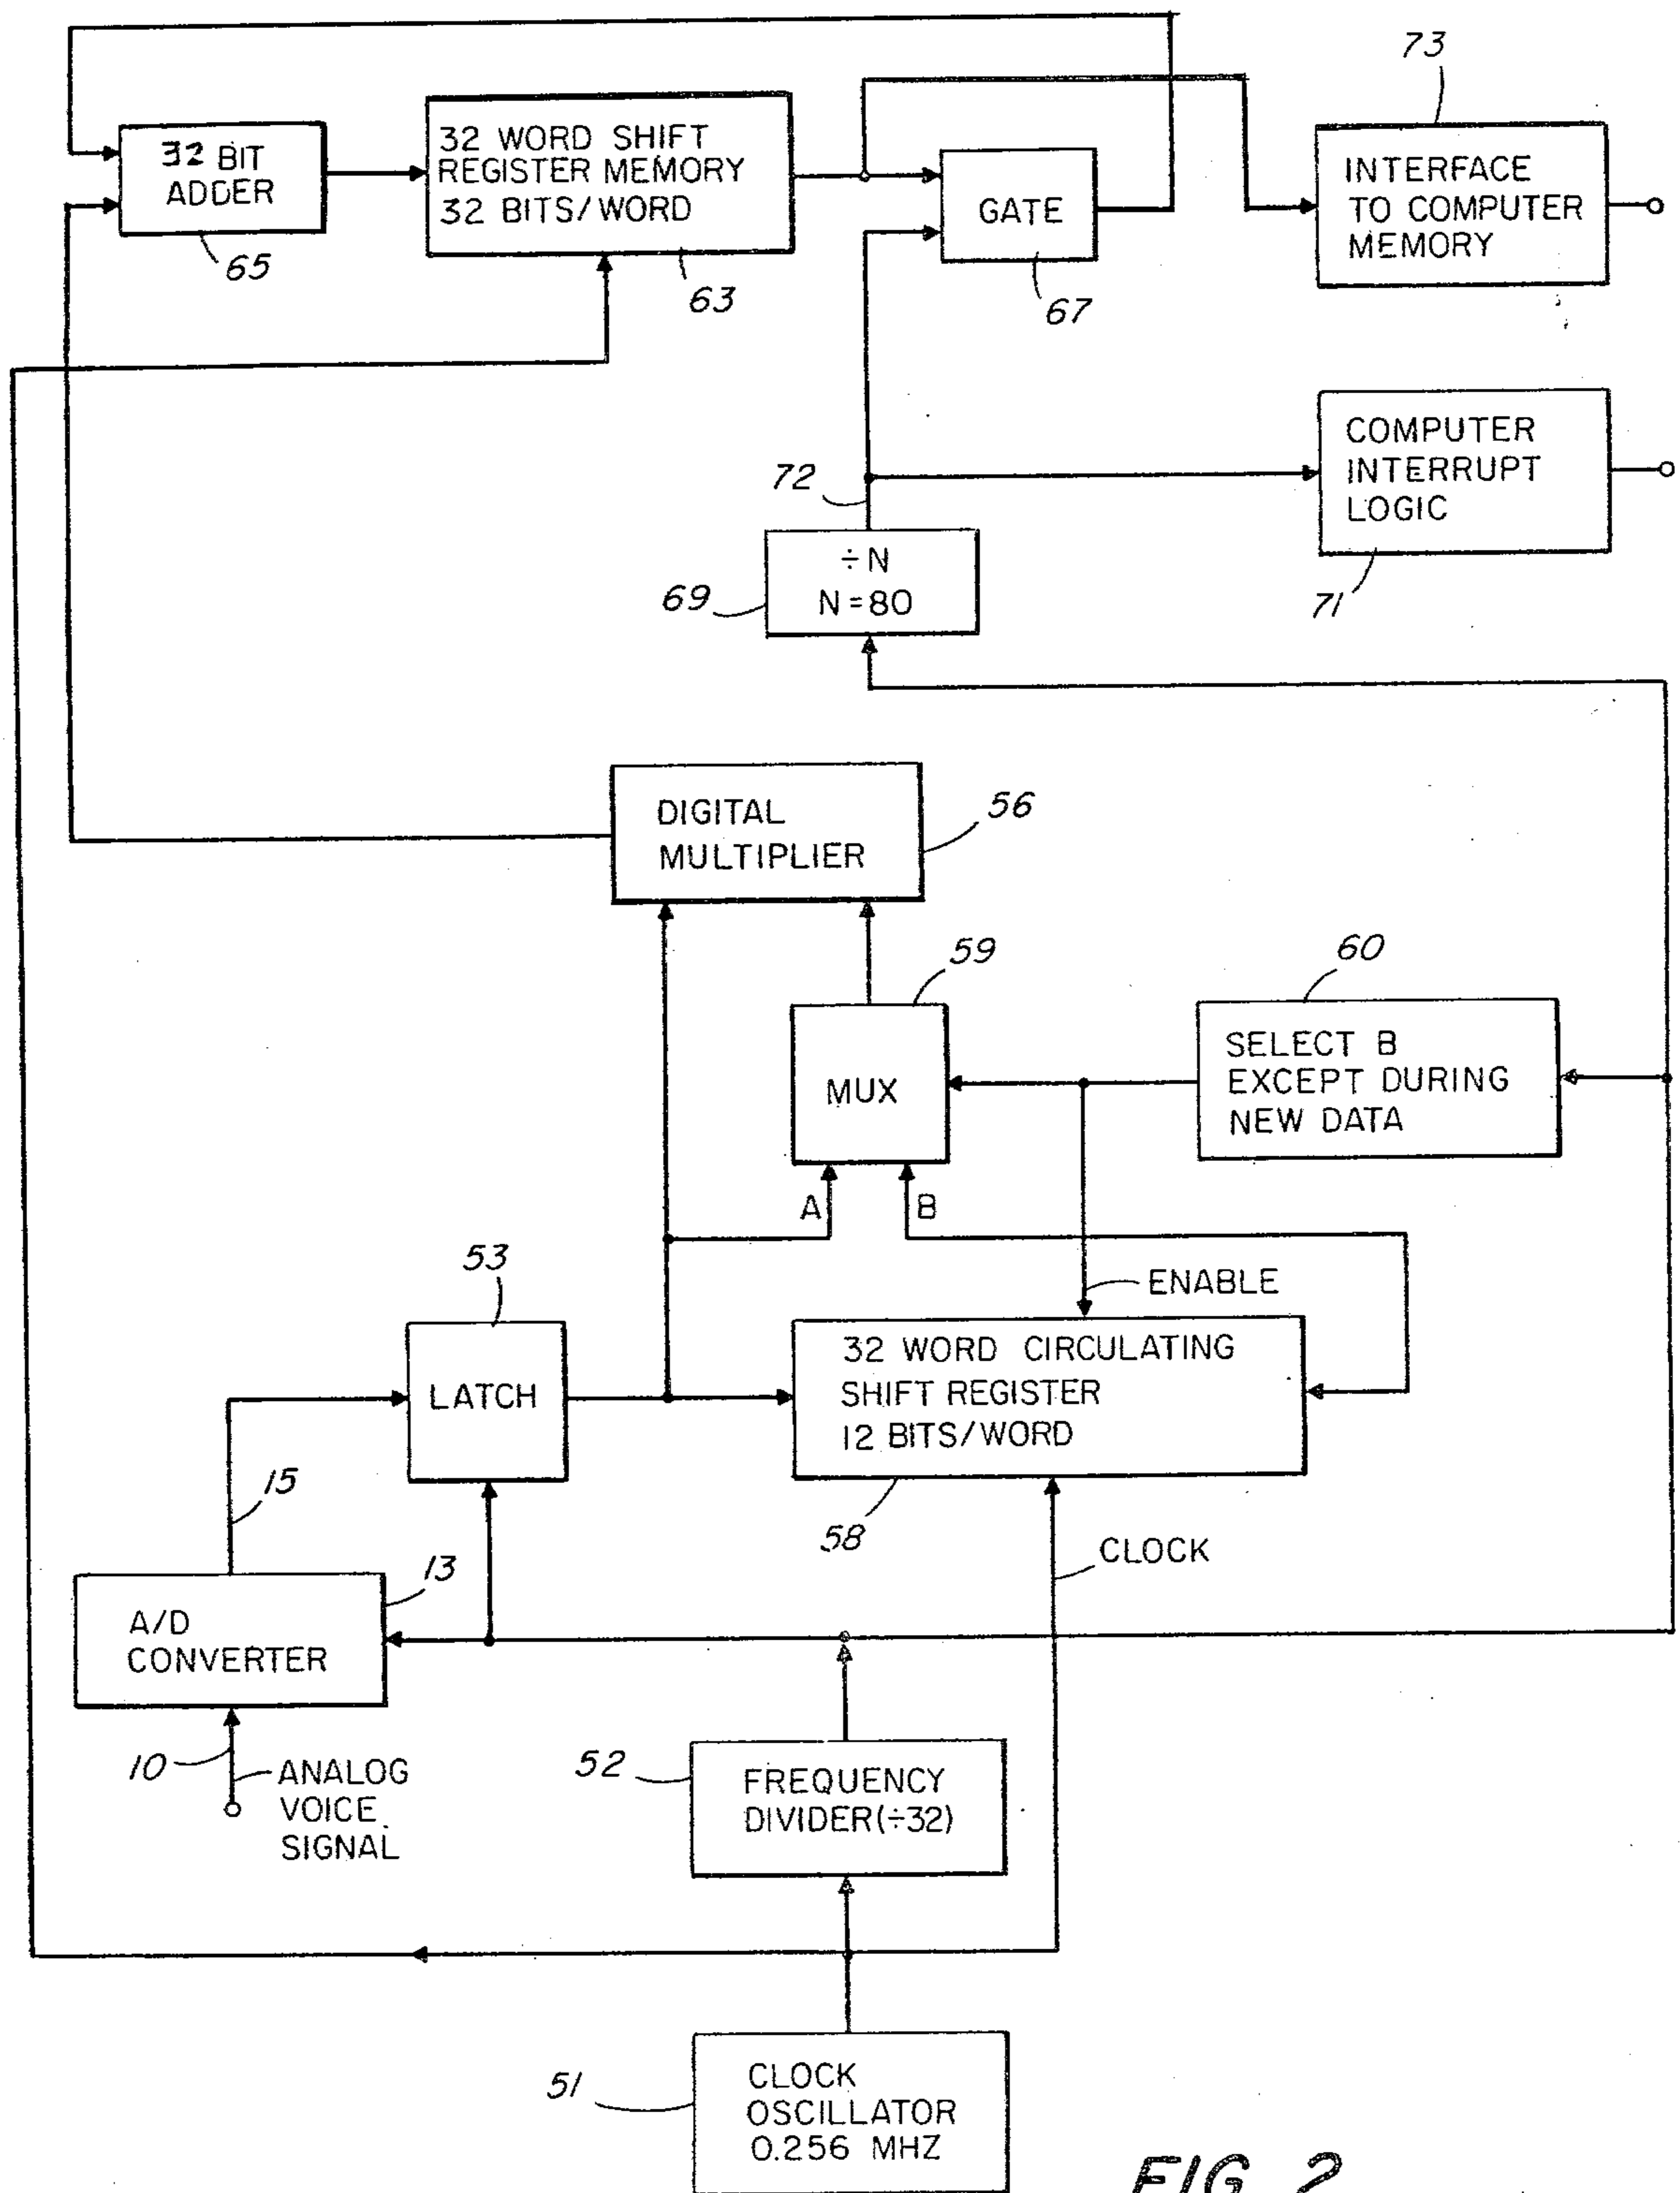 73
32 BIT
ADDER
65
32 WORD SHIFT
REGISTER MEMORY
32 BITS/WORD
63
GATE
67
INTERFACE
TO COMPUTER
MEMORY
COMPUTER
INTERRUPT
LOGIC
71
72
÷N
N=80
69
DIGITAL
MULTIPLIER
56
59
60
MUX
SELECT B
EXCEPT DURING
NEW DATA
A
B
53
ENABLE
LATCH
32 WORD CIRCULATING
SHIFT REGISTER
12 BITS/WORD
58
15
13
CLOCK
A/D
CONVERTER
10
ANALOG
VOICE
SIGNAL
52
FREQUENCY
DIVIDER(÷32)
51
CLOCK
OSCILLATOR
0.256 MHZ
FIG. 2